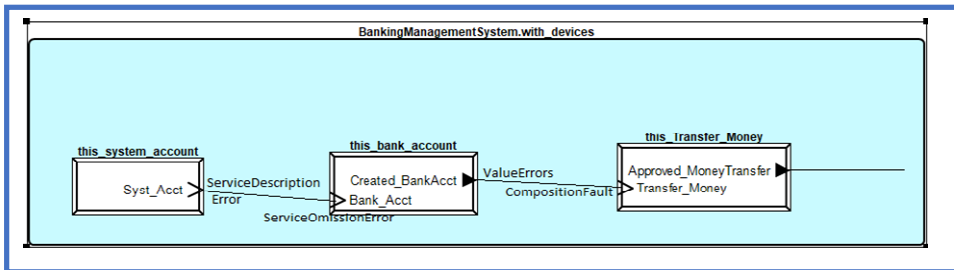 BankingManagementSystem.with_devices
this_system_account
Syst_Acct
ServiceDescription
Error
ServiceOmissionError
this_bank_account
Created_BankAcct
Bank_Acct
ValueErrors
CompositionFault
this_Transfer_Money
Approved_MoneyTransfer
Transfer_Money